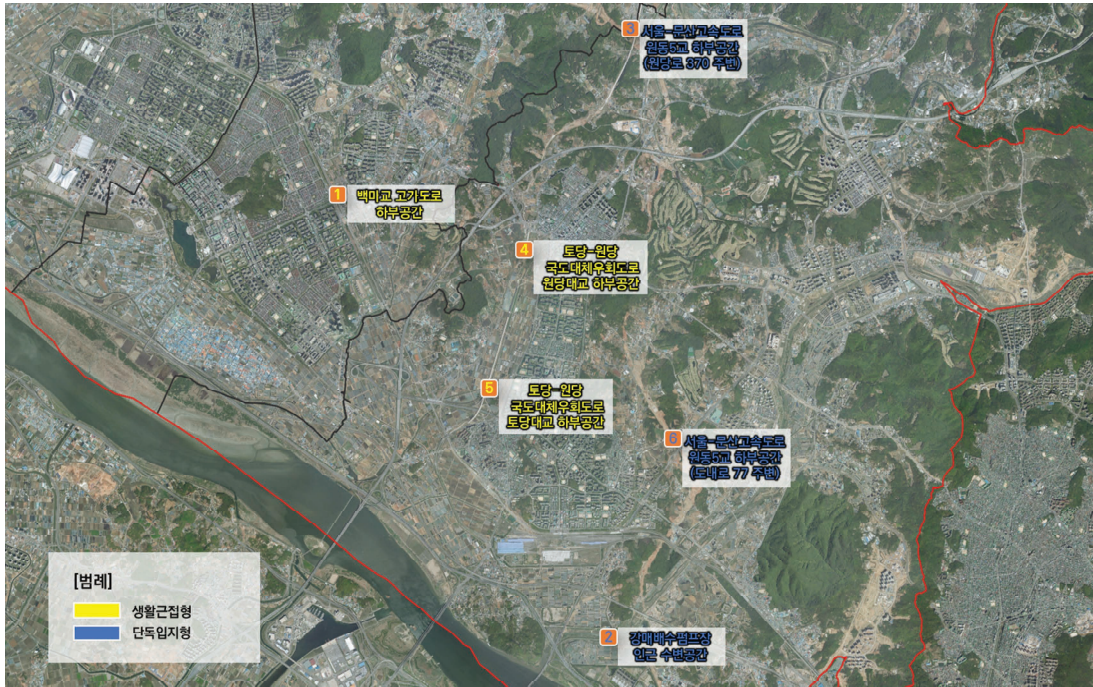 3
서울-문산고속도로
원동5교 하부공간
(원당로 370 주변)
1
백마교 고가도로
하부공간
4
토당-원당
국도대체우회도로
원당대교 하부공간
5
토당-원당
국도대체우회도로
토당대교 하부공간
6
서울-문산고속도로
원동5교 하부공간
(토내로 77 주변)
2
강매배수펌프장
인근 수변공간
[범례]
생활근접형
단독입지형